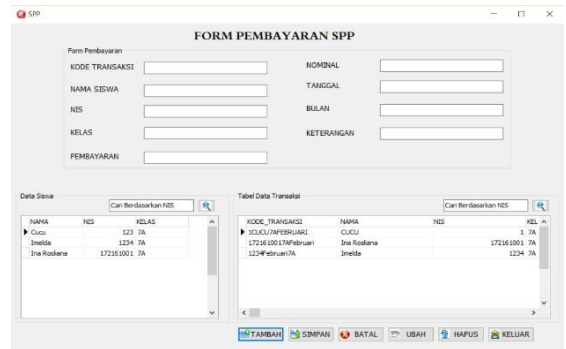 SPP
FORM PEMBAYARAN SPP
Form Pembayaran
KODE TRANSAKSI
NAMA SISWA
NIS
KELAS
PEMBAYARAN
NOMINAL
TANGGAL
BULAN
KETERANGAN
Data Siswa
Cari Berdasarkan NIS
NAMA NIS KELAS
Cucu 123 7A
Imelda 1234 7A
Ina Rosliana 172161001 7A
Tabel Data Transaksi
Cari Berdasarkan NIS
KODE_TRANSAKSI NAMA NIS KEL
1CUCU7AFEBRUARI CUCU 1 7A
1721610017AFebruari Ina Rosliana 172161001 7A
1234Februari7A Imelda 1234 7A
TAMBAH SIMPAN BATAL UBAH HAPUS KELUAR